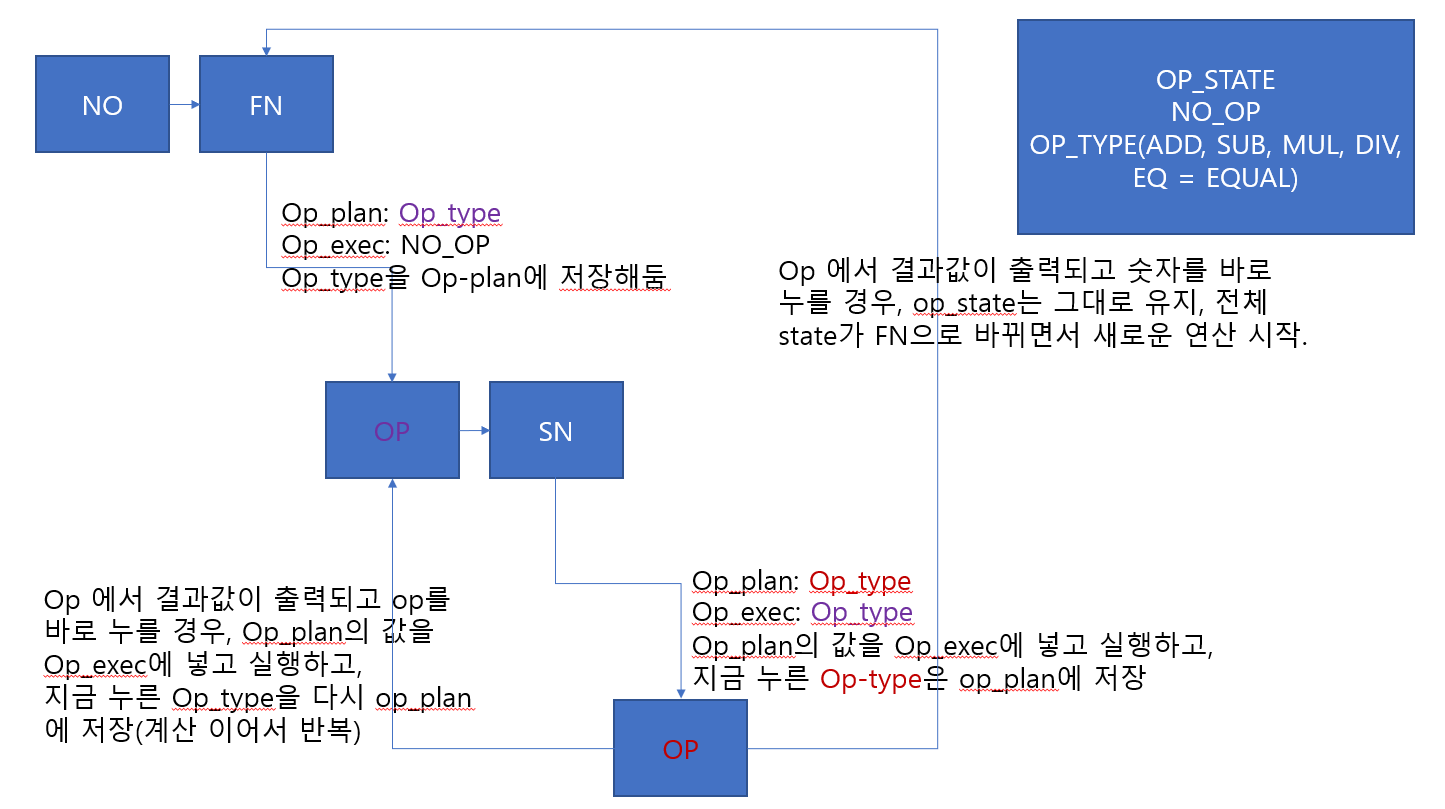 NO
FN
OP_STATE
NO_OP
OP_TYPE(ADD, SUB, MUL, DIV,
EQ = EQUAL)
Op_plan: Op_type
Op_exec: NO_OP
Op_type을 Op-plan에 저장해둠
Op 에서 결과값이 출력되고 숫자를 바로
누를 경우, op_state는 그대로 유지, 전체
state가 FN으로 바뀌면서 새로운 연산 시작.
OP
SN
Op 에서 결과값이 출력되고 op를
바로 누를 경우, Op_plan의 값을
Op_exec에 넣고 실행하고,
지금 누른 Op_type을 다시 op_plan
에 저장(계산 이어서 반복)
Op_plan: Op_type
Op_exec: Op_type
Op_plan의 값을 Op_exec에 넣고 실행하고,
지금 누른 Op-type은 op_plan에 저장
OP